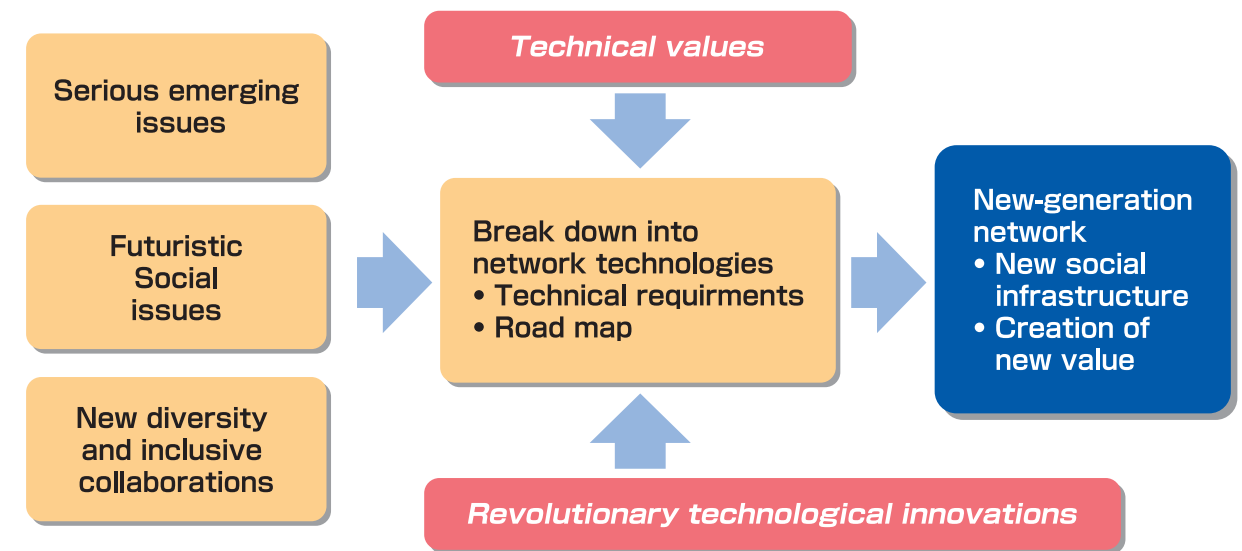 Serious emerging
issues
Futuristic
Social
issues
New diversity
and inclusive
collaborations
Technical values
Break down into
network technologies
• Technical requirments
• Road map
Revolutionary technological innovations
New-generation
network
• New social
infrastructure
• Creation of
new value